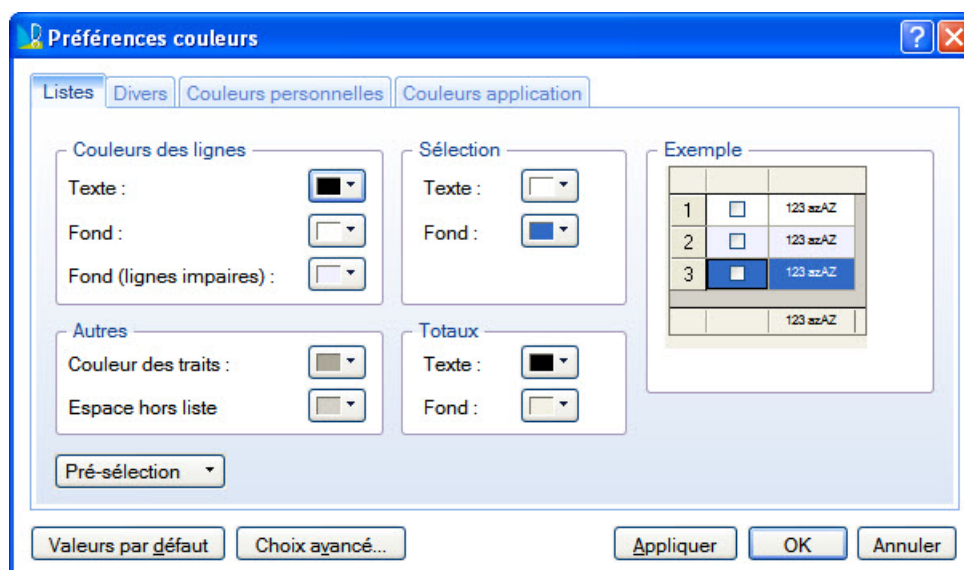 Préférences couleurs
Listes Divers Couleurs personnelles Couleurs application
Couleurs des lignes
Texte :
Fond :
Fond (lignes impaires) :
Sélection
Texte :
Fond :
Exemple
1 123 azAZ
2 123 azAZ
3 123 azAZ
123 azAZ
Autres
Couleur des traits :
Espace hors liste
Totaux
Texte :
Fond :
Pré-sélection
Valeurs par défaut Choix avancé... Appliquer OK Annuler